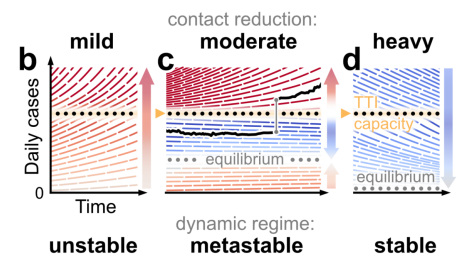 contact reduction:
mild
moderate
heavy
b
c
d
Daily cases
TTI
capacity
equilibrium
equilibrium
0
Time
dynamic regime:
unstable
metastable
stable